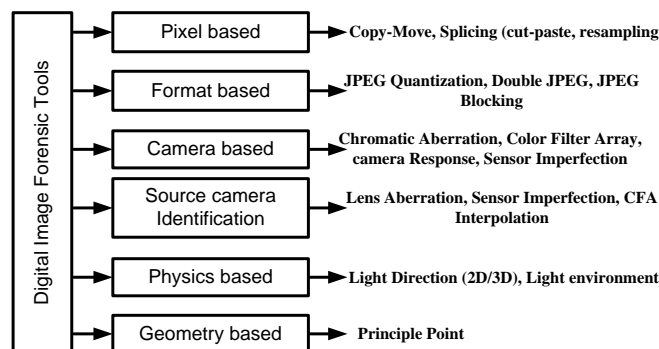 Digital Image Forensic Tools
Pixel based
Copy-Move, Splicing (cut-paste, resampling
Format based
JPEG Quantization, Double JPEG, JPEG
Blocking
Camera based
Chromatic Aberration, Color Filter Array,
camera Response, Sensor Imperfection
Source camera
Identification
Lens Aberration, Sensor Imperfection, CFA
Interpolation
Physics based
Light Direction (2D/3D), Light environment
Geometry based
Principle Point